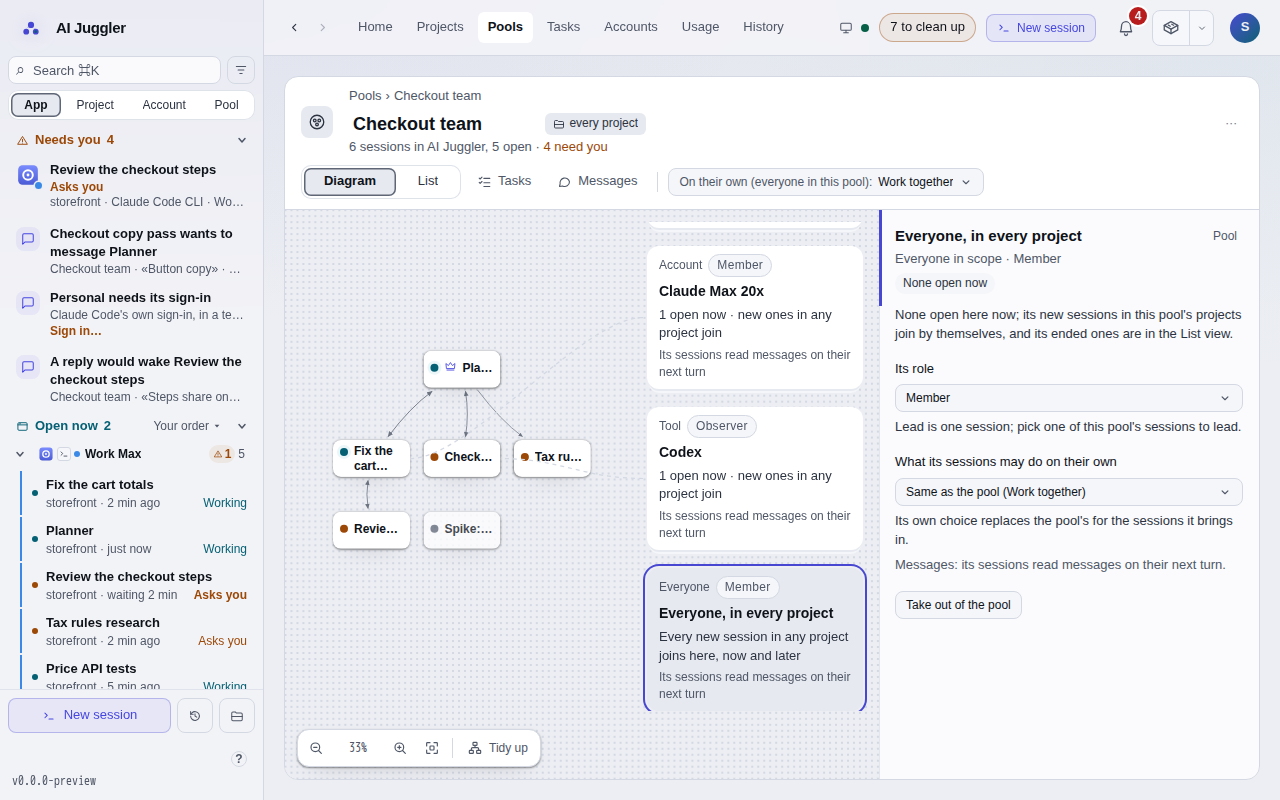 AI Juggler
Search ⌘K
App
Project
Account
Pool
Needs you 4
Review the checkout steps
Asks you
storefront · Claude Code CLI · Wo…
Checkout copy pass wants to
message Planner
Checkout team · «Button copy» · …
Personal needs its sign-in
Claude Code's own sign-in, in a te…
Sign in…
A reply would wake Review the
checkout steps
Checkout team · «Steps share on…
Open now 2
Your order
Work Max
1
5
Fix the cart totals
storefront · 2 min ago
Working
Planner
storefront · just now
Working
Review the checkout steps
storefront · waiting 2 min
Asks you
Tax rules research
storefront · 2 min ago
Asks you
Price API tests
storefront · 5 min ago
Working
New session
?
v0.0.0-preview
Home
Projects
Pools
Tasks
Accounts
Usage
History
7 to clean up
New session
4
S
Pools › Checkout team
Checkout team
every project
6 sessions in AI Juggler, 5 open · 4 need you
Diagram
List
Tasks
Messages
On their own (everyone in this pool): Work together
Pla…
Fix the
cart…
Check…
Tax ru…
Revie…
Spike:…
Account
Member
Claude Max 20x
1 open now · new ones in any
project join
Its sessions read messages on their
next turn
Tool
Observer
Codex
1 open now · new ones in any
project join
Its sessions read messages on their
next turn
Everyone
Member
Everyone, in every project
Every new session in any project
joins here, now and later
Its sessions read messages on their
next turn
33%
Tidy up
Everyone, in every project
Pool
Everyone in scope · Member
None open now
None open here now; its new sessions in this pool's projects
join by themselves, and its ended ones are in the List view.
Its role
Member
Lead is one session; pick one of this pool's sessions to lead.
What its sessions may do on their own
Same as the pool (Work together)
Its own choice replaces the pool's for the sessions it brings
in.
Messages: its sessions read messages on their next turn.
Take out of the pool